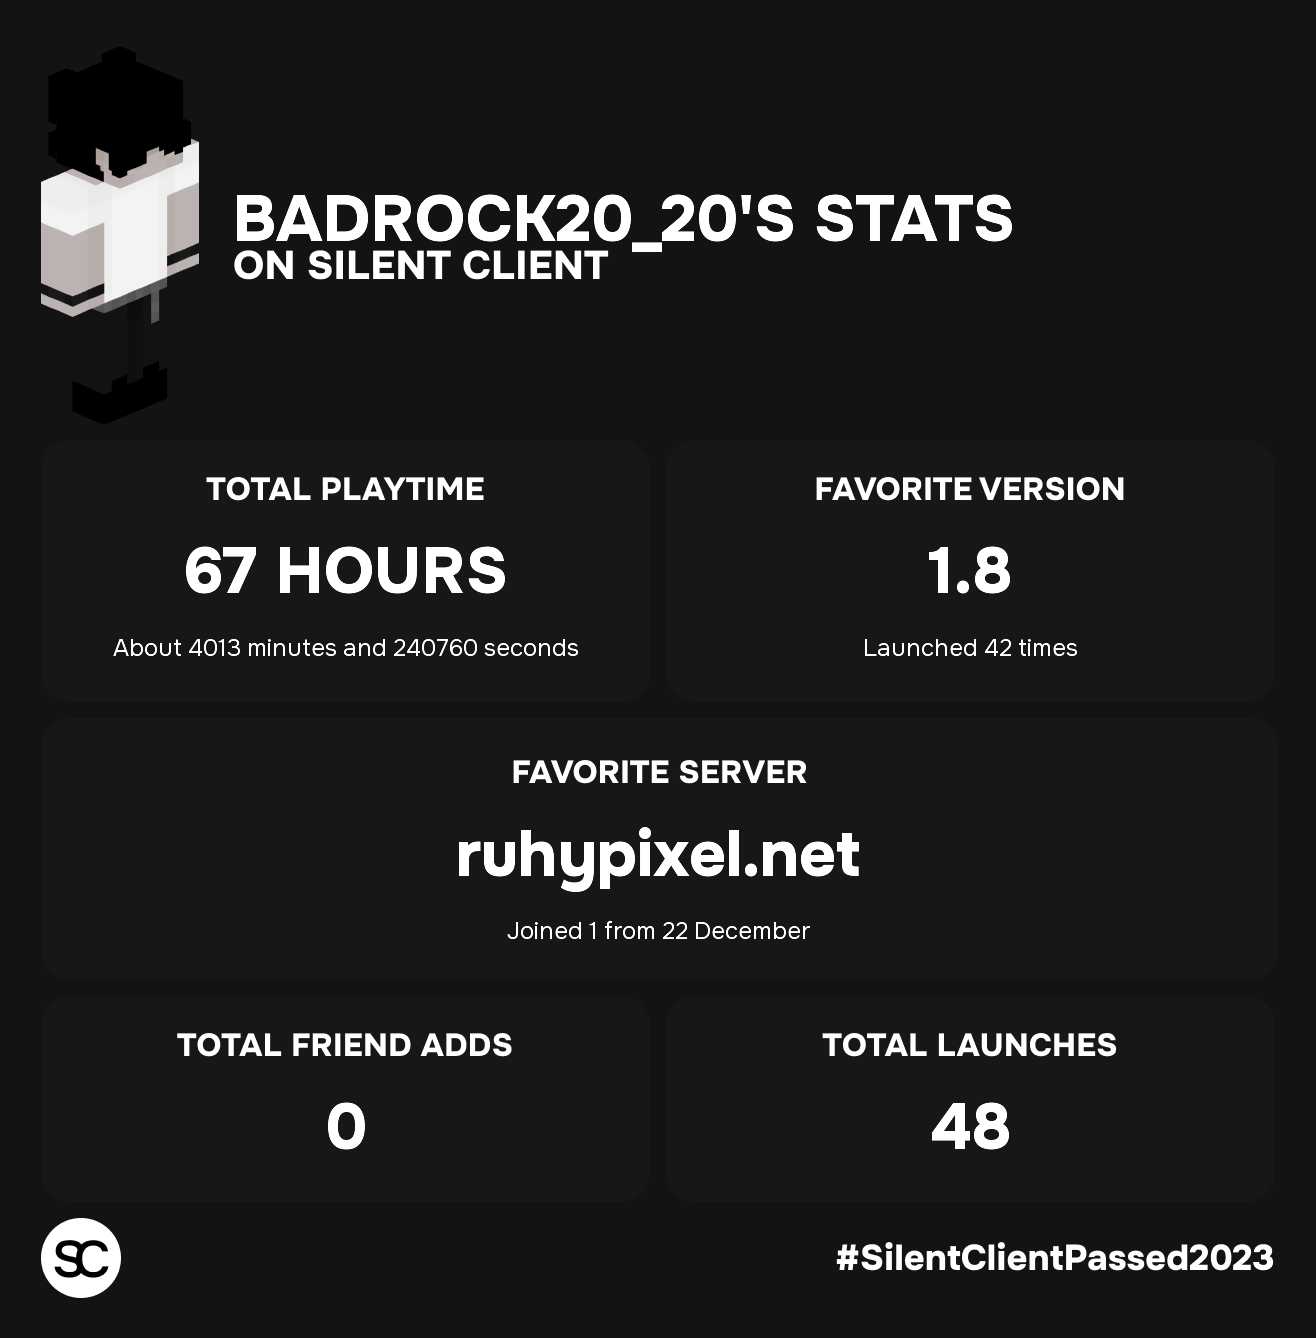 BADROCK20_20'S STATS
ON SILENT CLIENT
TOTAL PLAYTIME
67 HOURS
About 4013 minutes and 240760 seconds
FAVORITE VERSION
1.8
Launched 42 times
FAVORITE SERVER
ruhypixel.net
Joined 1 from 22 December
TOTAL FRIEND ADDS
0
TOTAL LAUNCHES
48
SC
#SilentClientPassed2023